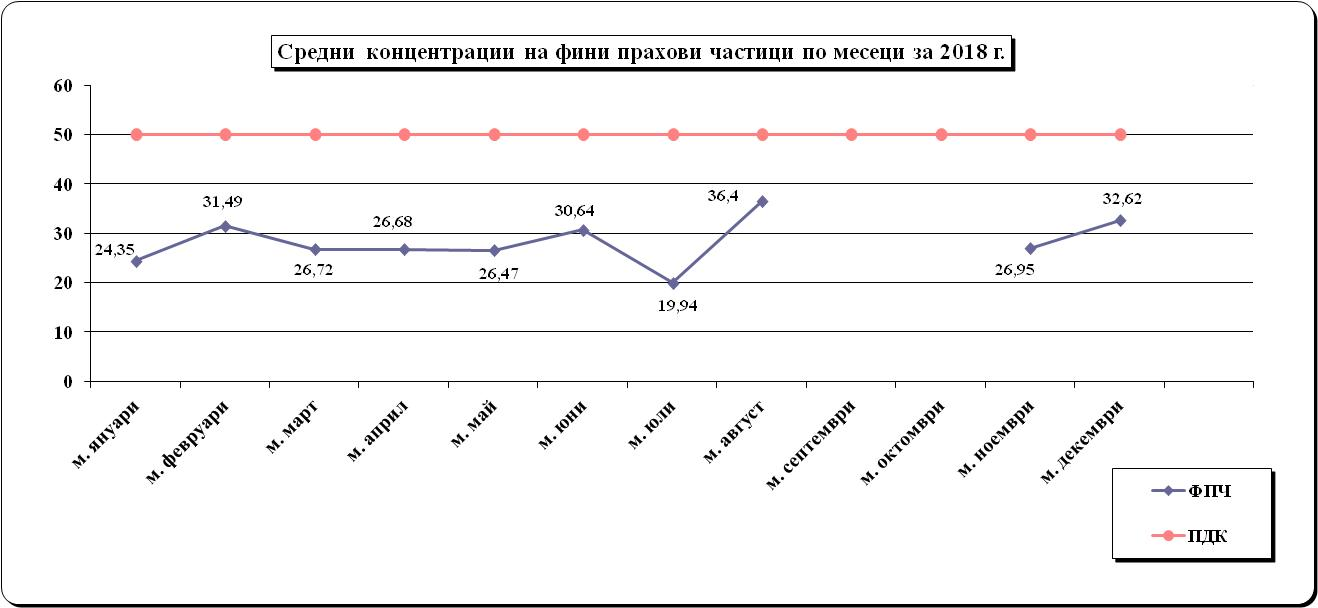 Средни концентрации на фини прахови частици по месеци за 2018 г.
60
50
40
30
20
10
0
24,35
31,49
26,72
26,68
26,47
30,64
19,94
36,4
26,95
32,62
м. януари
м. февруари
м. март
м. април
м. май
м. юни
м. юли
м. август
м. септември
м. октомври
м. ноември
м. декември
ФПЧ
ПДК